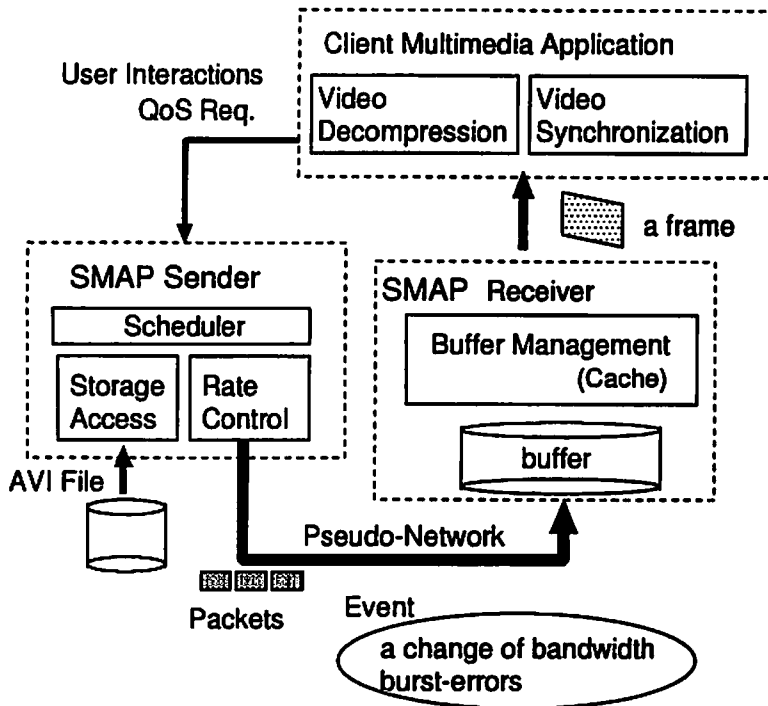 Client Multimedia Application
User Interactions
QoS Req.
Video
Decompression
Video
Synchronization
a frame
SMAP Sender
Scheduler
Storage
Access
Rate
Control
SMAP Receiver
Buffer Management
(Cache)
buffer
AVI File
Pseudo-Network
Packets
Event
a change of bandwidth
burst-errors